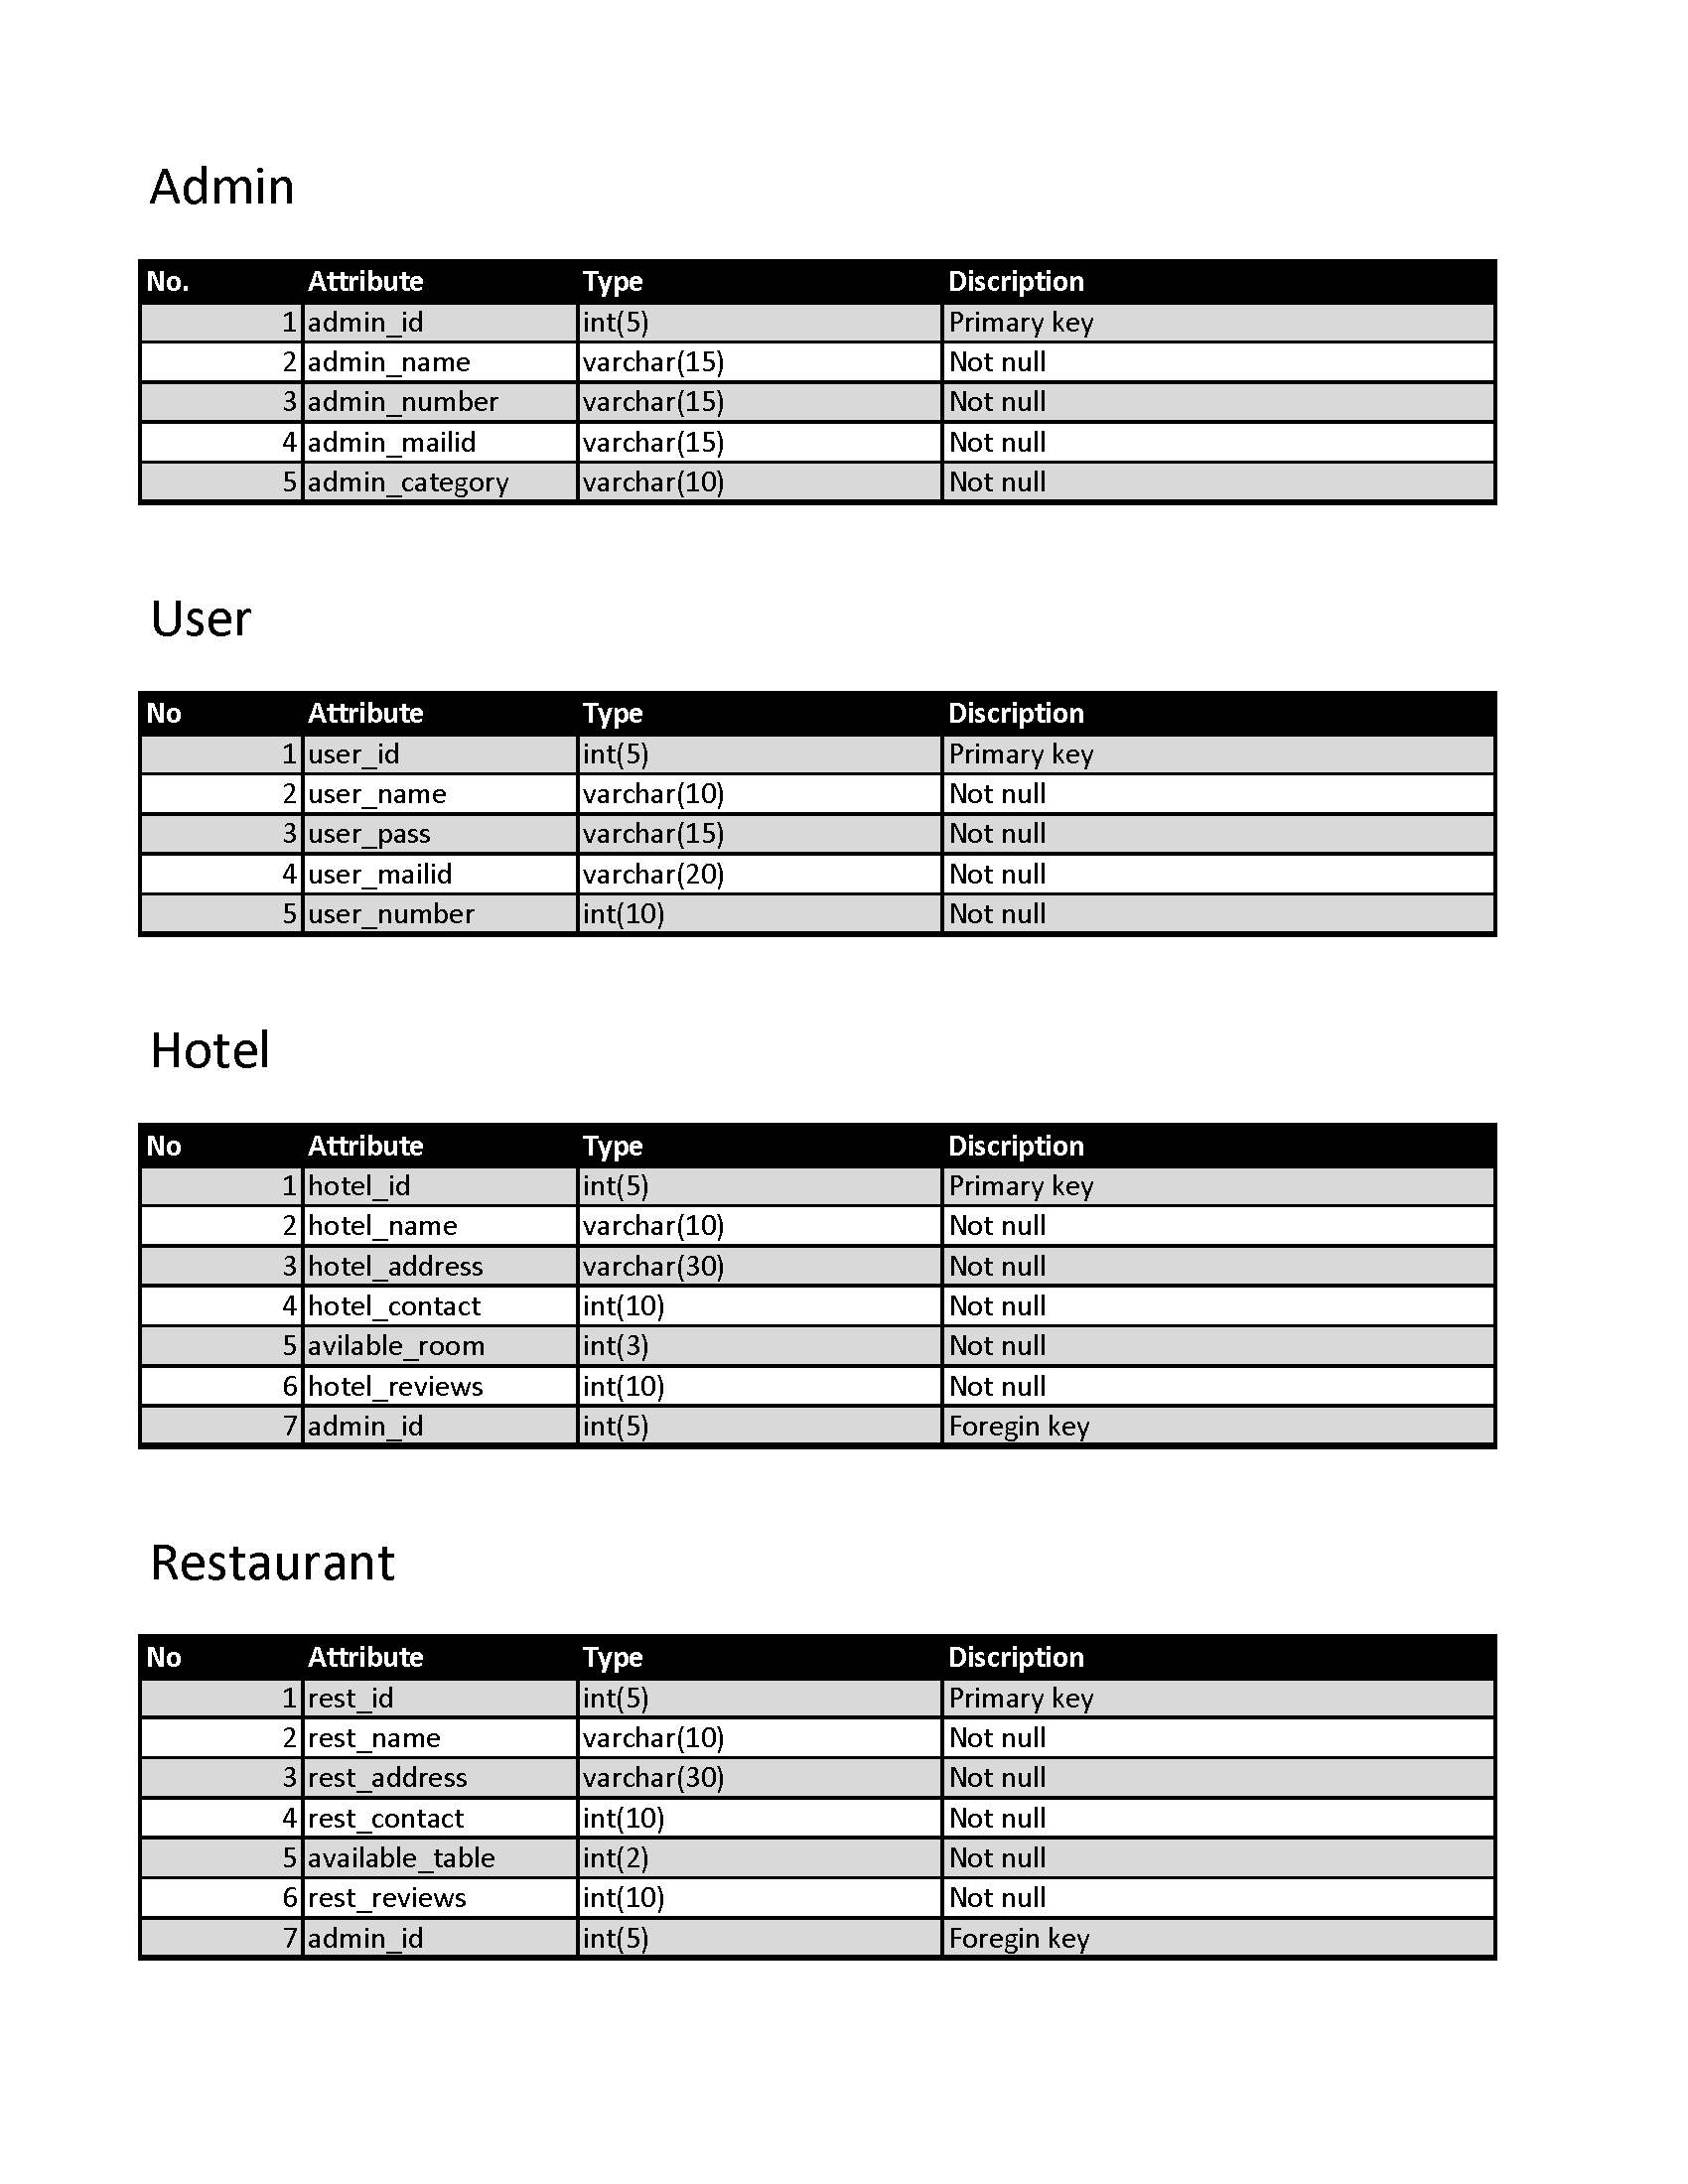 Admin
No. Attribute Type Discription
1 admin_id int(5) Primary key
2 admin_name varchar(15) Not null
3 admin_number varchar(15) Not null
4 admin_mailid varchar(15) Not null
5 admin_category varchar(10) Not null
User
No Attribute Type Discription
1 user_id int(5) Primary key
2 user_name varchar(10) Not null
3 user_pass varchar(15) Not null
4 user_mailid varchar(20) Not null
5 user_number int(10) Not null
Hotel
No Attribute Type Discription
1 hotel_id int(5) Primary key
2 hotel_name varchar(10) Not null
3 hotel_address varchar(30) Not null
4 hotel_contact int(10) Not null
5 avilable_room int(3) Not null
6 hotel_reviews int(10) Not null
7 admin_id int(5) Foregin key
Restaurant
No Attribute Type Discription
1 rest_id int(5) Primary key
2 rest_name varchar(10) Not null
3 rest_address varchar(30) Not null
4 rest_contact int(10) Not null
5 available_table int(2) Not null
6 rest_reviews int(10) Not null
7 admin_id int(5) Foregin key